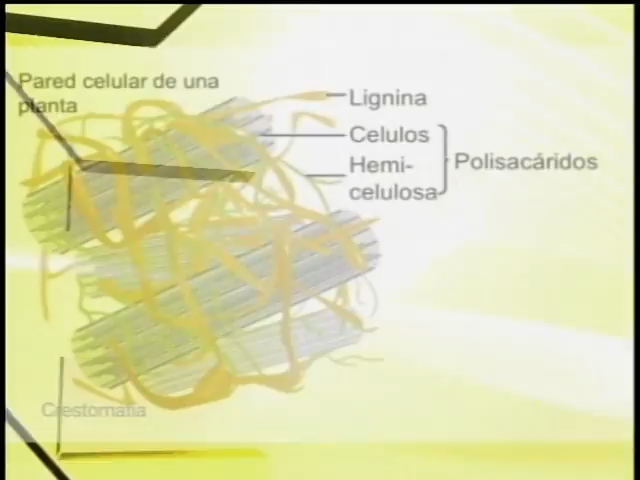 Pared celular de una
planta
Lignina
Celulos
Hemi-
celulosa
Polisacáridos
Crestomatía